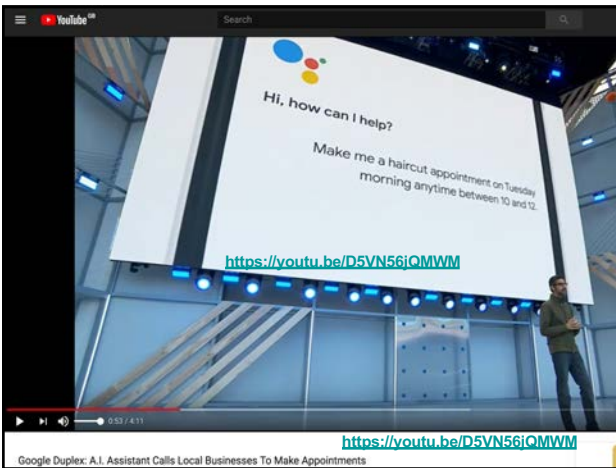 YouTube GB
Search
Hi, how can I help?
Make me a haircut appointment on Tuesday
morning anytime between 10 and 12.
https://youtu.be/D5VN56jQMWM
0:53 / 4:11
https://youtu.be/D5VN56jQMWM
Google Duplex: A.I. Assistant Calls Local Businesses To Make Appointments